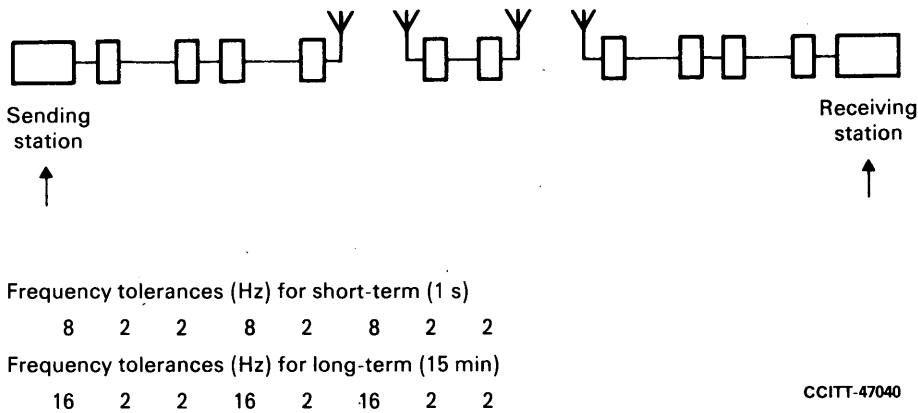 Sending
station
Receiving
station
Frequency tolerances (Hz) for short-term (1 s)
8 2 2 8 2 8 2 2
Frequency tolerances (Hz) for long-term (15 min)
16 2 2 16 2 16 2 2
CCITT-47040